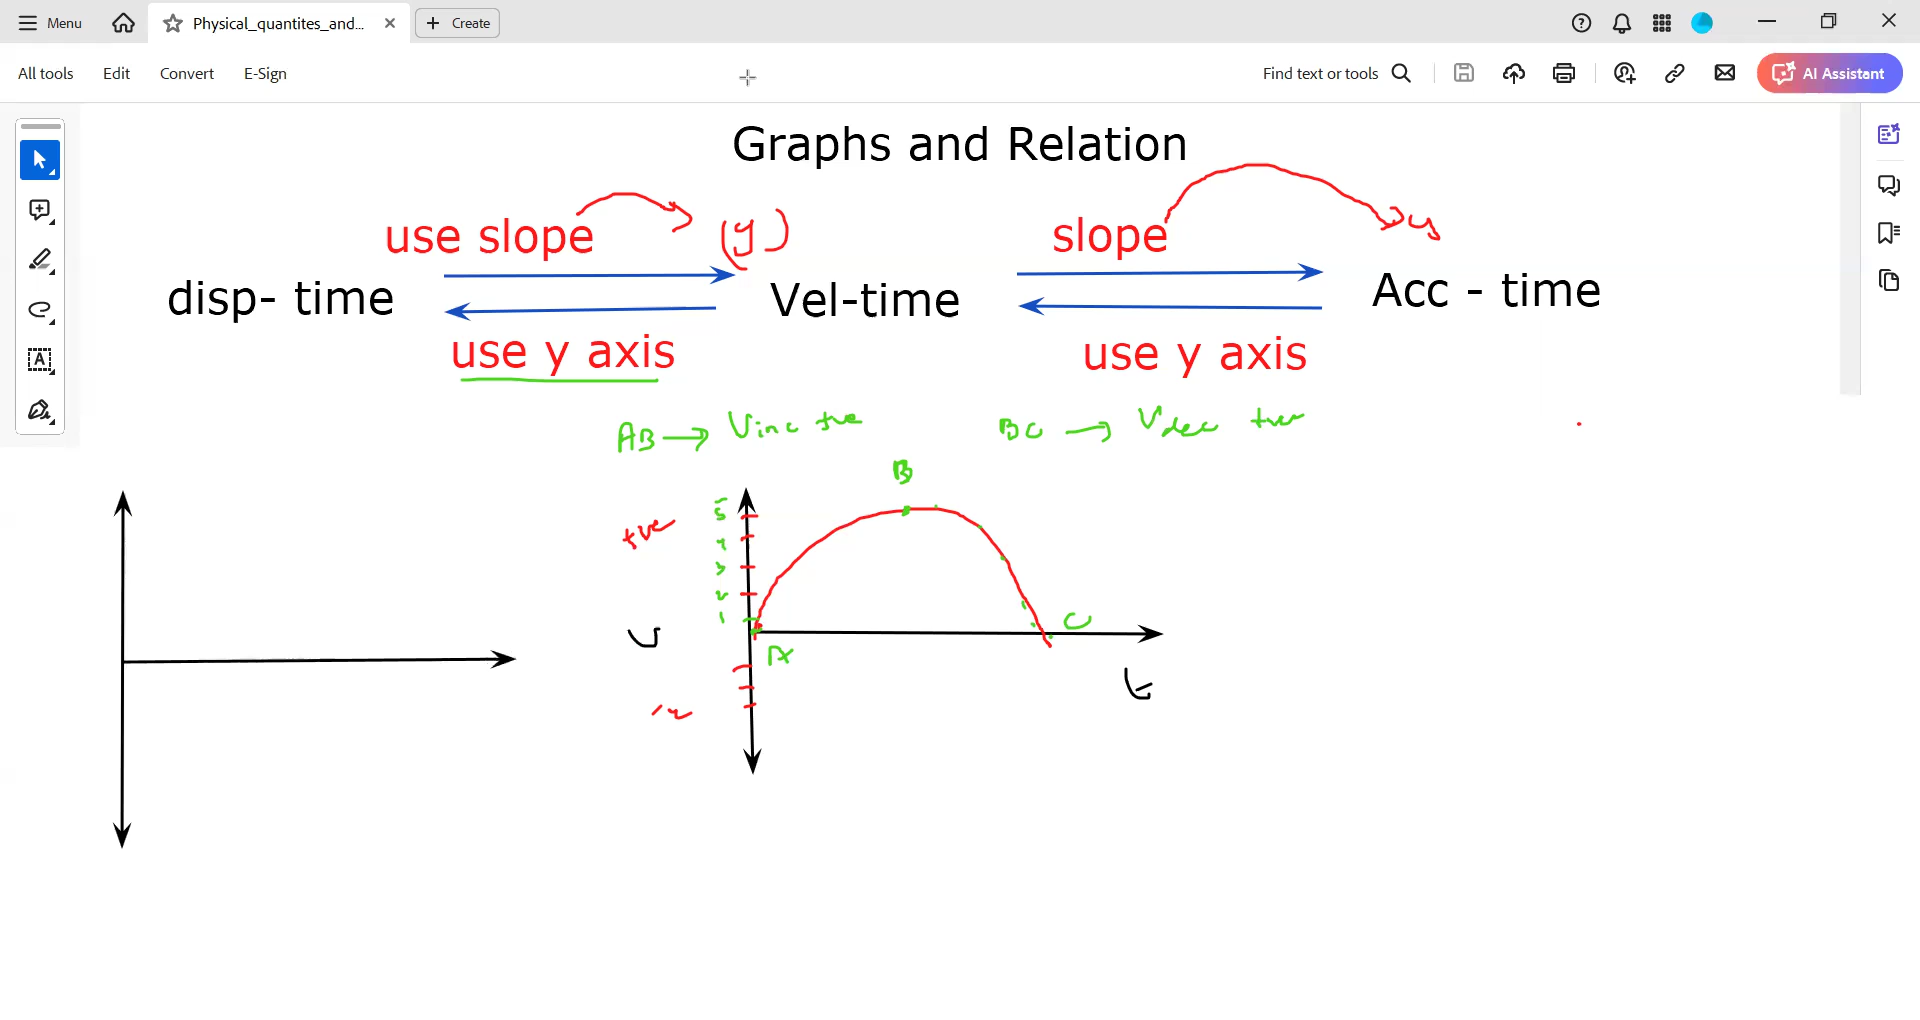 Menu
Physical_quantites_and...
Create
All tools
Edit
Convert
E-Sign
Find text or tools
AI Assistant
Graphs and Relation
use slope
(y)
slope
y
disp- time
Vel-time
Acc - time
use y axis
use y axis
AB → Vinc +ve
BC → Vdec +ve
B
+ve
5
4
3
2
1
V
A
C
t
-ve